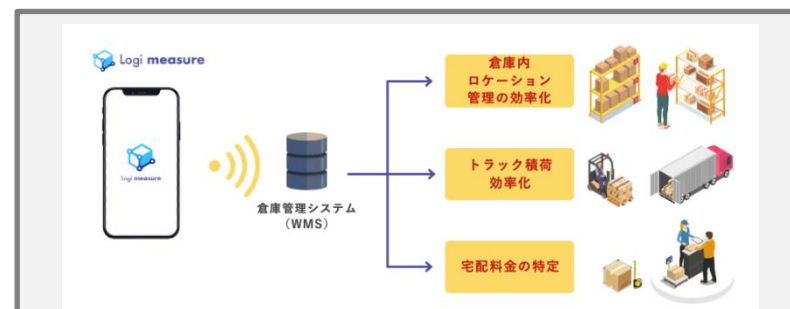 Logi measure
Logi measure
倉庫管理システム
（WMS）
倉庫内
ロケーション
管理の効率化
トラック積荷
効率化
宅配料金の特定